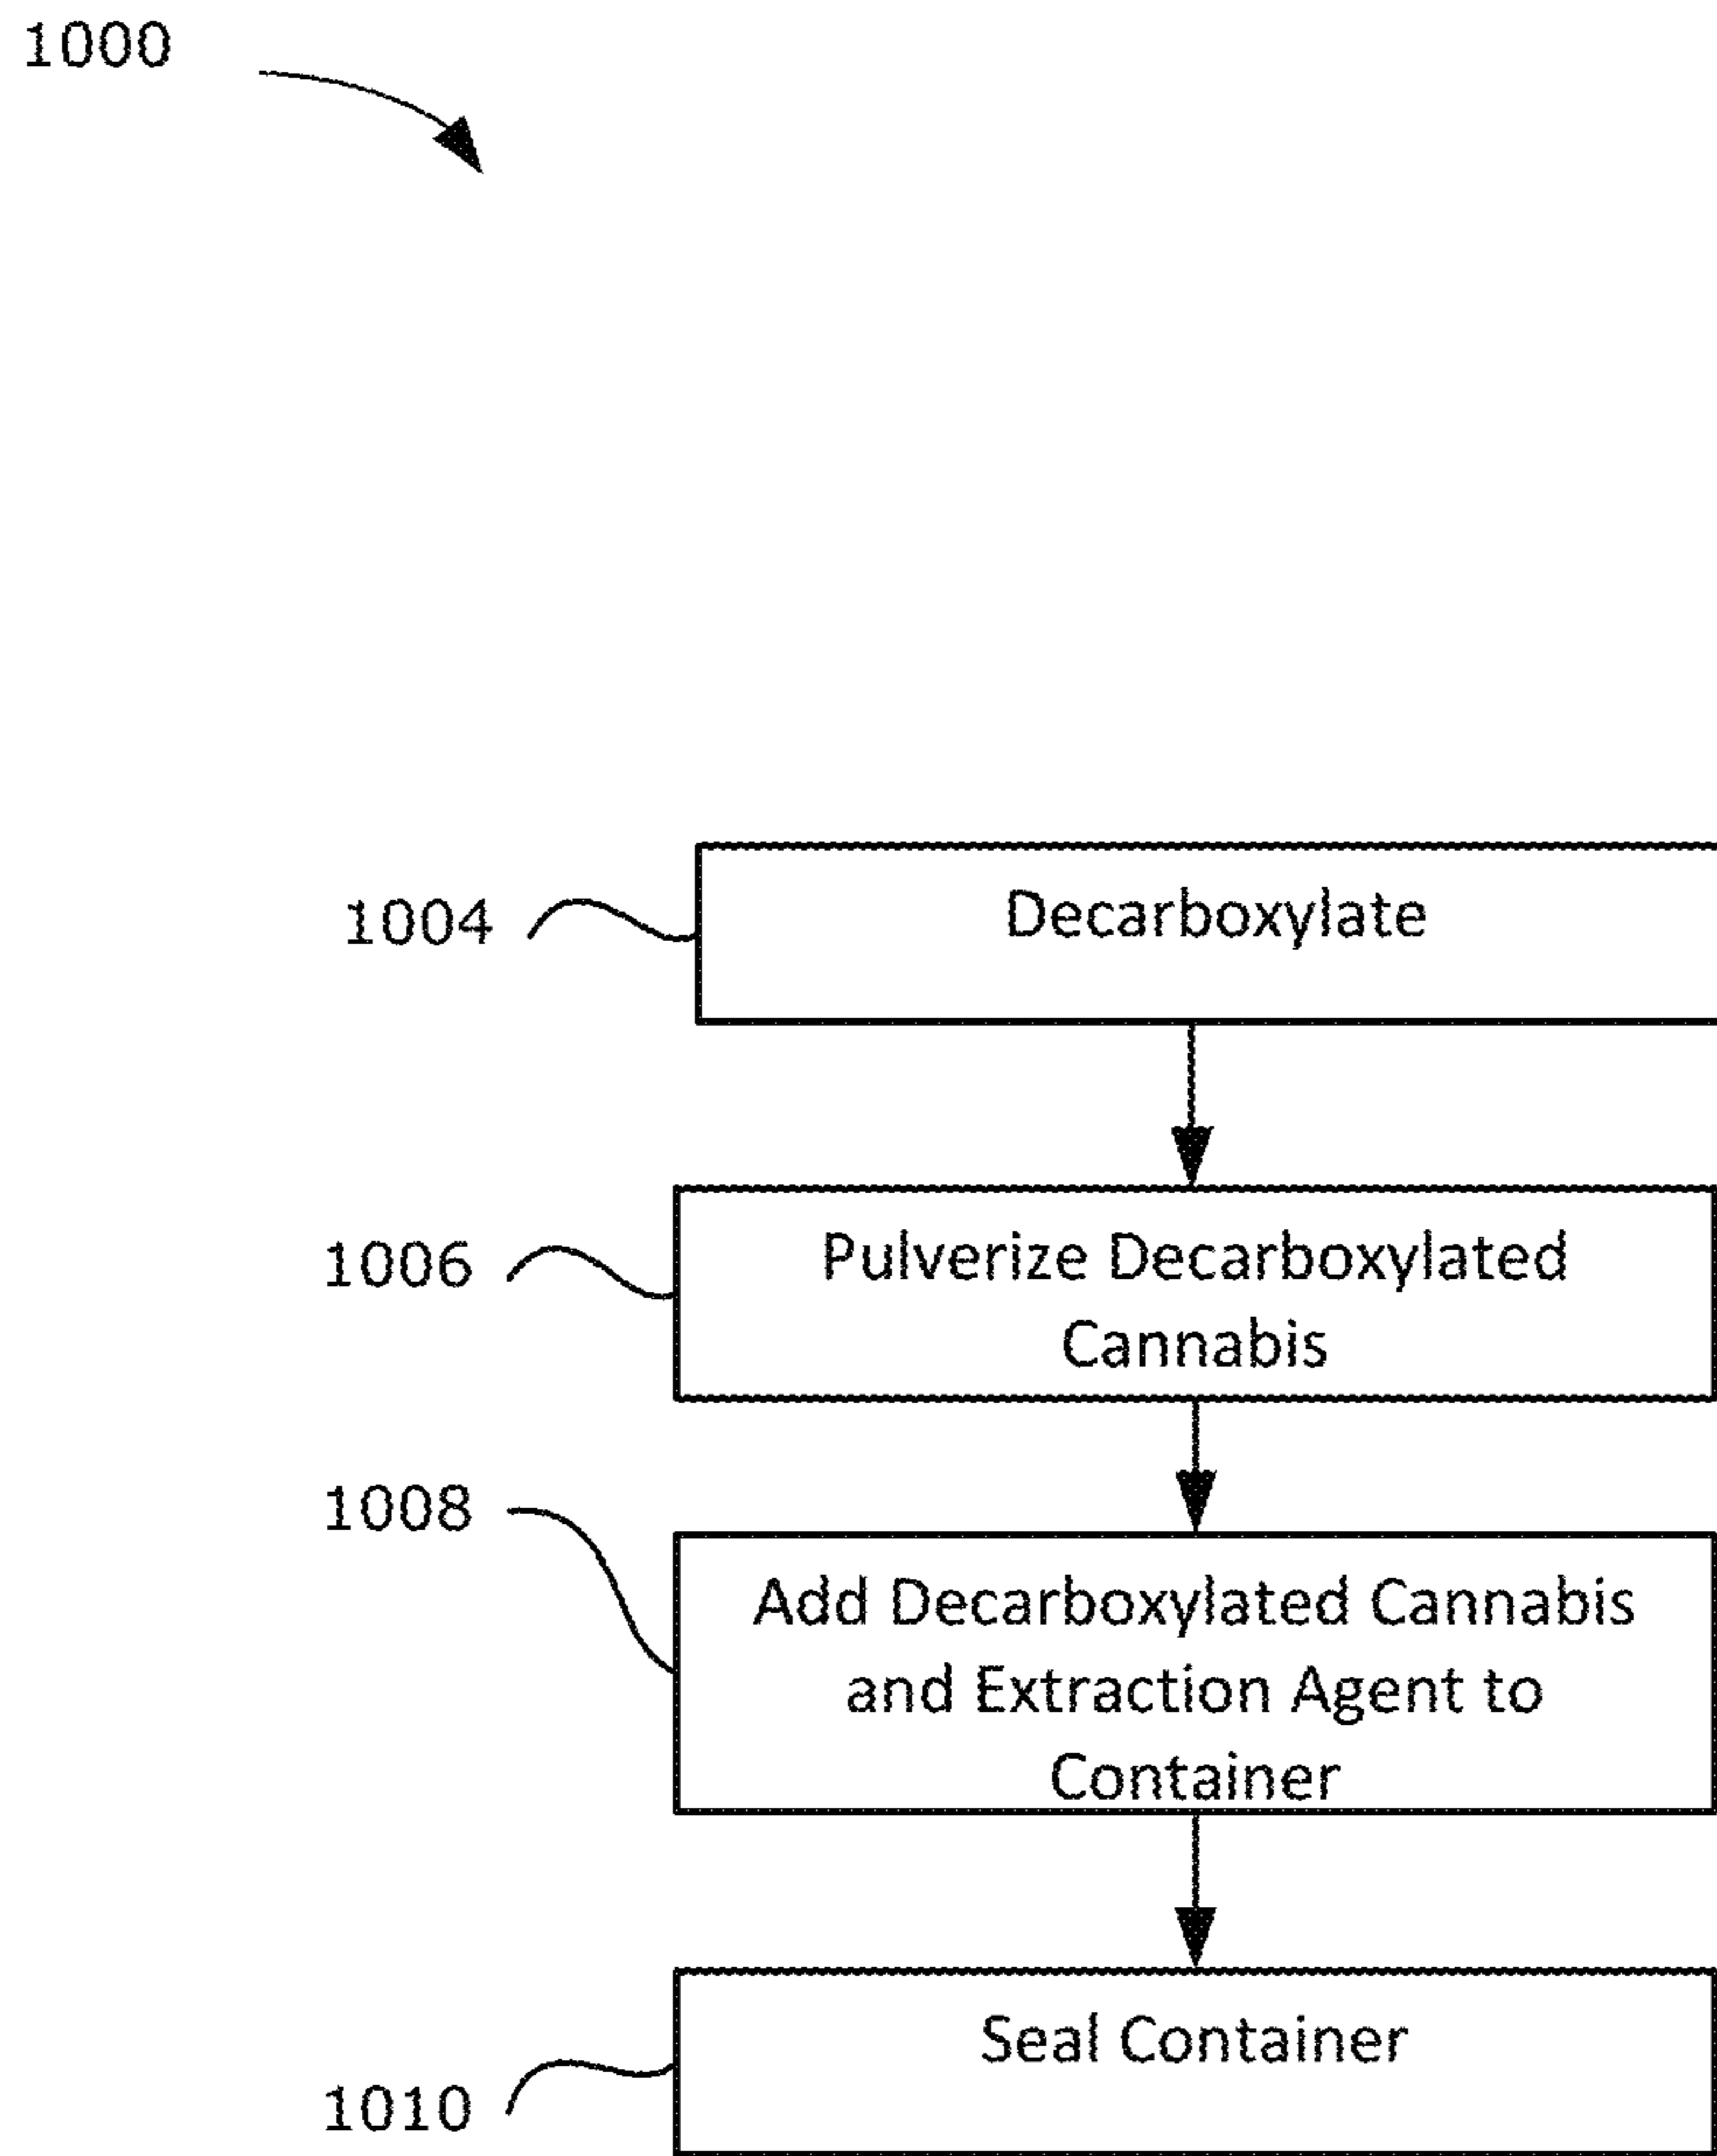 1000
1004
Decarboxylate
1006
Pulverize Decarboxylated
Cannabis
1008
Add Decarboxylated Cannabis
and Extraction Agent to
Container
Seal Container
1010